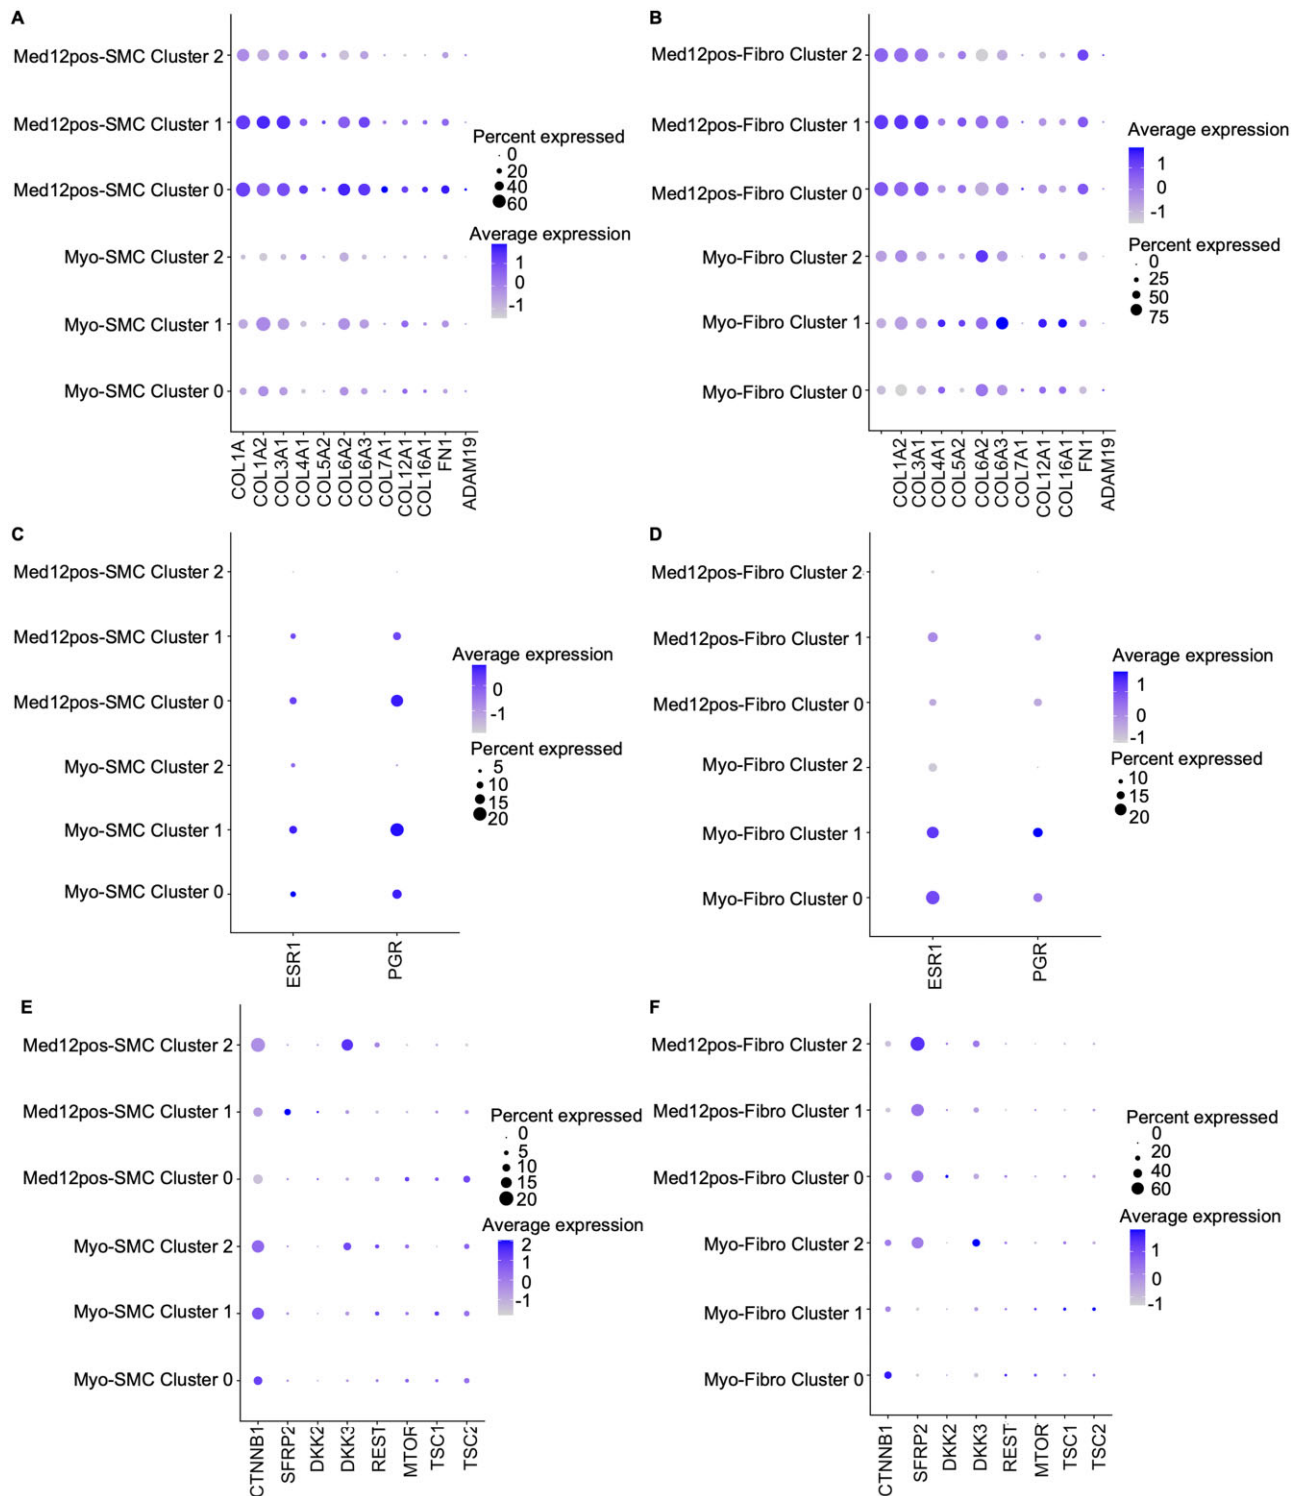 A
Med12pos-SMC Cluster 2
Med12pos-SMC Cluster 1
Med12pos-SMC Cluster 0
Myo-SMC Cluster 2
Myo-SMC Cluster 1
Myo-SMC Cluster 0
COL1A
COL1A2
COL3A1
COL4A1
COL5A2
COL6A2
COL6A3
COL7A1
COL12A1
COL16A1
FN1
ADAM19
Percent expressed
0
20
40
60
Average expression
1
0
-1
B
Med12pos-Fibro Cluster 2
Med12pos-Fibro Cluster 1
Med12pos-Fibro Cluster 0
Myo-Fibro Cluster 2
Myo-Fibro Cluster 1
Myo-Fibro Cluster 0
COL1A2
COL3A1
COL4A1
COL5A2
COL6A2
COL6A3
COL7A1
COL12A1
COL16A1
FN1
ADAM19
Average expression
1
0
-1
Percent expressed
0
25
50
75
C
Med12pos-SMC Cluster 2
Med12pos-SMC Cluster 1
Med12pos-SMC Cluster 0
Myo-SMC Cluster 2
Myo-SMC Cluster 1
Myo-SMC Cluster 0
ESR1
PGR
Average expression
0
-1
Percent expressed
5
10
15
20
D
Med12pos-Fibro Cluster 2
Med12pos-Fibro Cluster 1
Med12pos-Fibro Cluster 0
Myo-Fibro Cluster 2
Myo-Fibro Cluster 1
Myo-Fibro Cluster 0
ESR1
PGR
Average expression
1
0
-1
Percent expressed
10
15
20
E
Med12pos-SMC Cluster 2
Med12pos-SMC Cluster 1
Med12pos-SMC Cluster 0
Myo-SMC Cluster 2
Myo-SMC Cluster 1
Myo-SMC Cluster 0
CTNNB1
SFRP2
DKK2
DKK3
REST
MTOR
TSC1
TSC2
Percent expressed
0
5
10
15
20
Average expression
2
1
0
-1
F
Med12pos-Fibro Cluster 2
Med12pos-Fibro Cluster 1
Med12pos-Fibro Cluster 0
Myo-Fibro Cluster 2
Myo-Fibro Cluster 1
Myo-Fibro Cluster 0
CTNNB1
SFRP2
DKK2
DKK3
REST
MTOR
TSC1
TSC2
Percent expressed
0
20
40
60
Average expression
1
0
-1